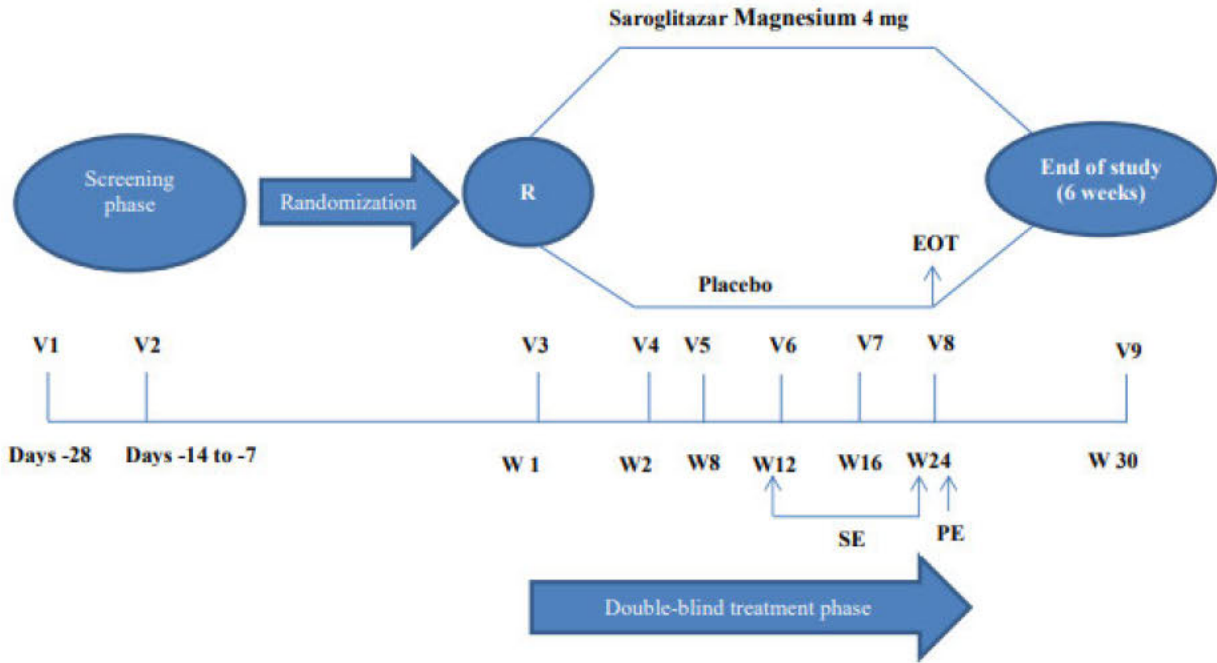 Saroglitazar Magnesium 4 mg
Screening
phase
Randomization
R
End of study
(6 weeks)
EOT
Placebo
V1 V2 V3 V4 V5 V6 V7 V8 V9
Days -28 Days -14 to -7 W 1 W2 W8 W12 W16 W24 W 30
SE PE
Double-blind treatment phase